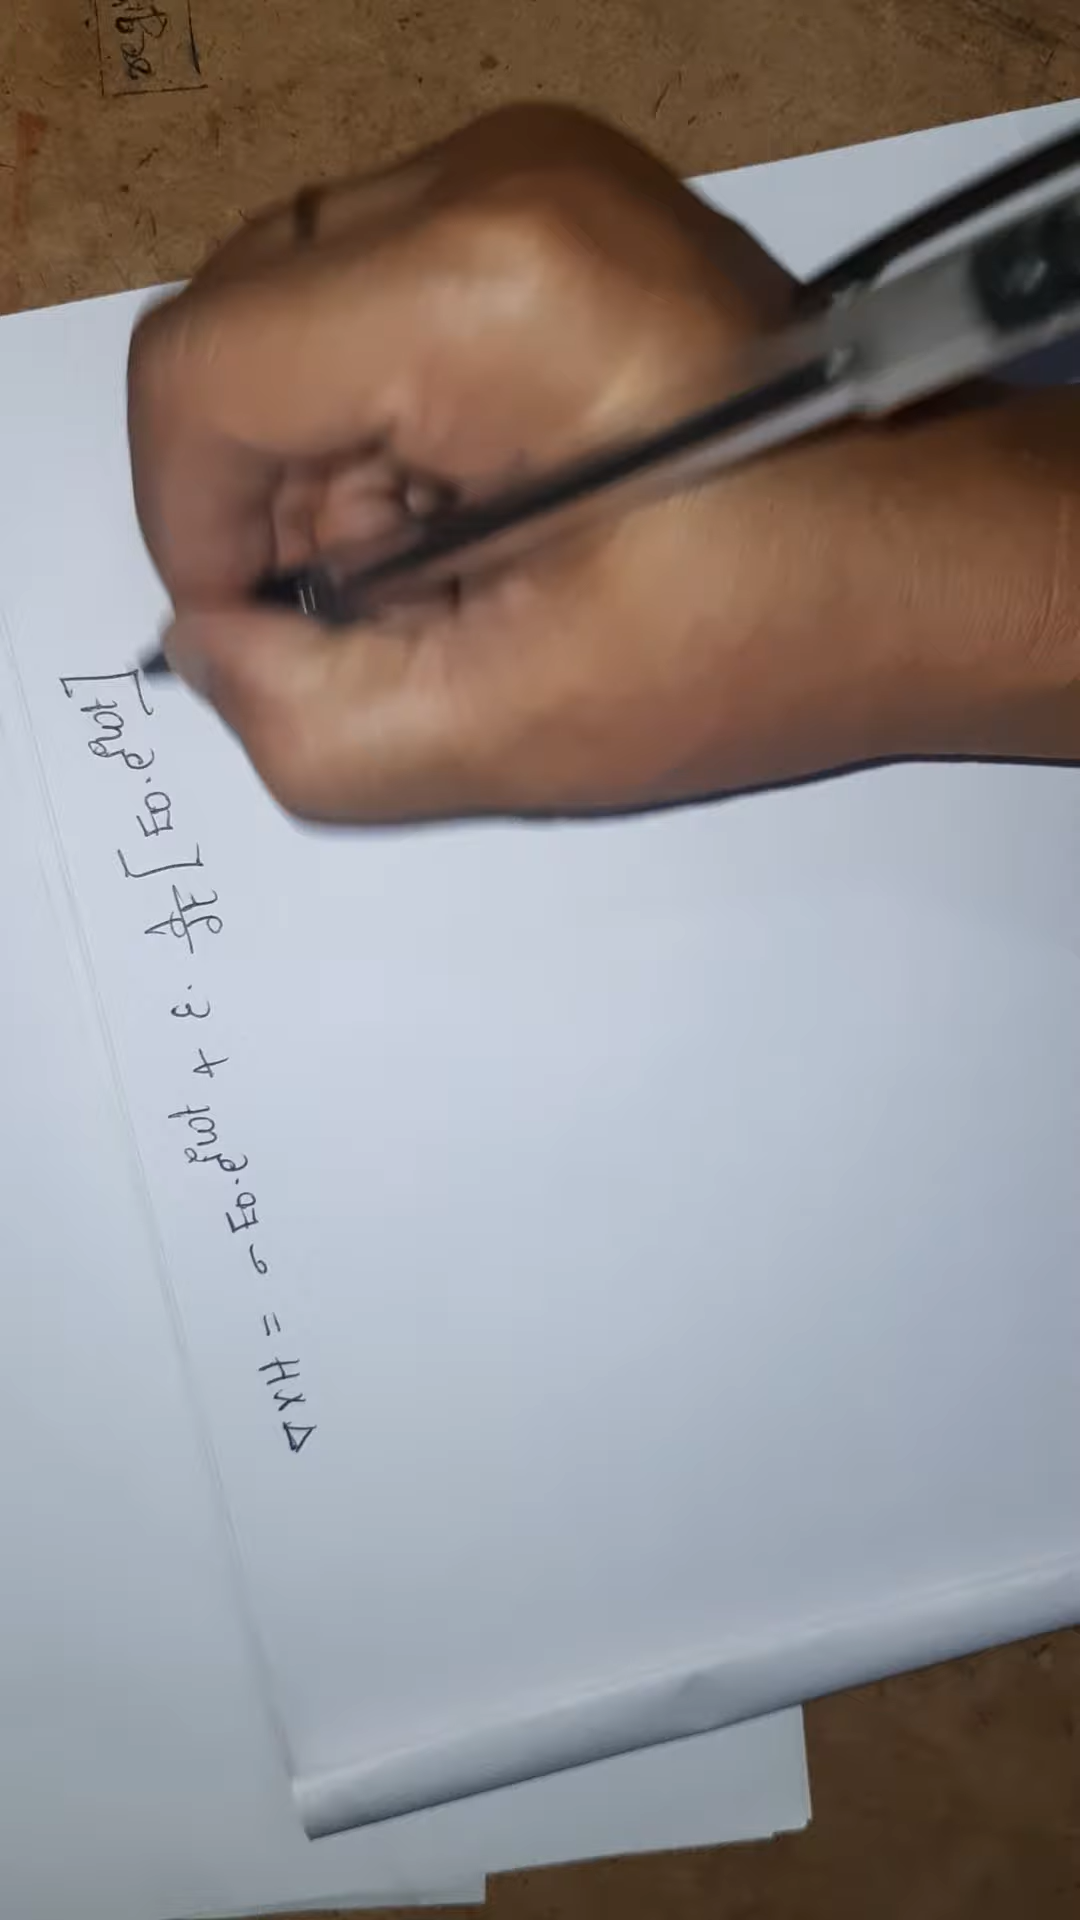 ∇×H = σ E₀.e^jωt + ε. ∂/∂t [E₀.e^jωt]